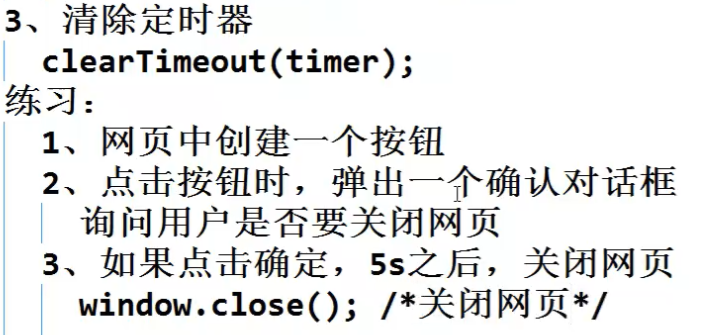 3、清除定时器
clearTimeout(timer);
练习：
1、网页中创建一个按钮
2、点击按钮时，弹出一个确认对话框
询问用户是否要关闭网页
3、如果点击确定，5s之后，关闭网页
window.close(); /*关闭网页*/